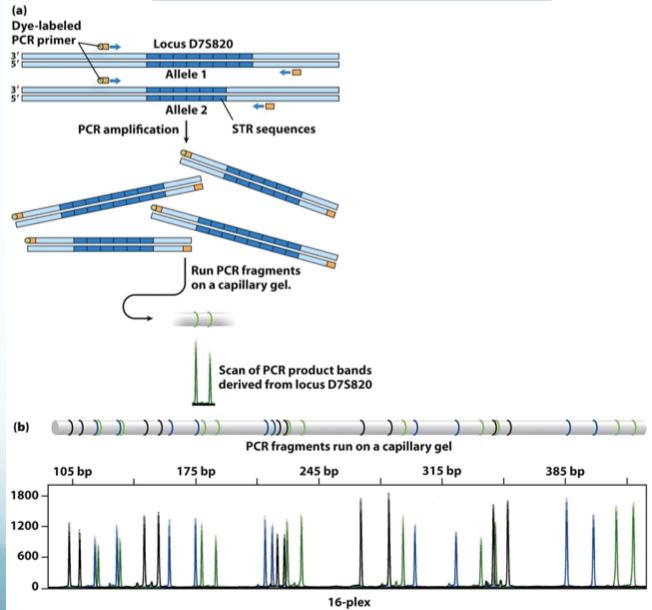 (a)
Dye-labeled
PCR primer
Locus D7S820
3′
5′
Allele 1
3′
5′
Allele 2
PCR amplification
STR sequences
Run PCR fragments
on a capillary gel.
Scan of PCR product bands
derived from locus D7S820
(b)
PCR fragments run on a capillary gel
105 bp 175 bp 245 bp 315 bp 385 bp
1800
1200
600
0
16-plex